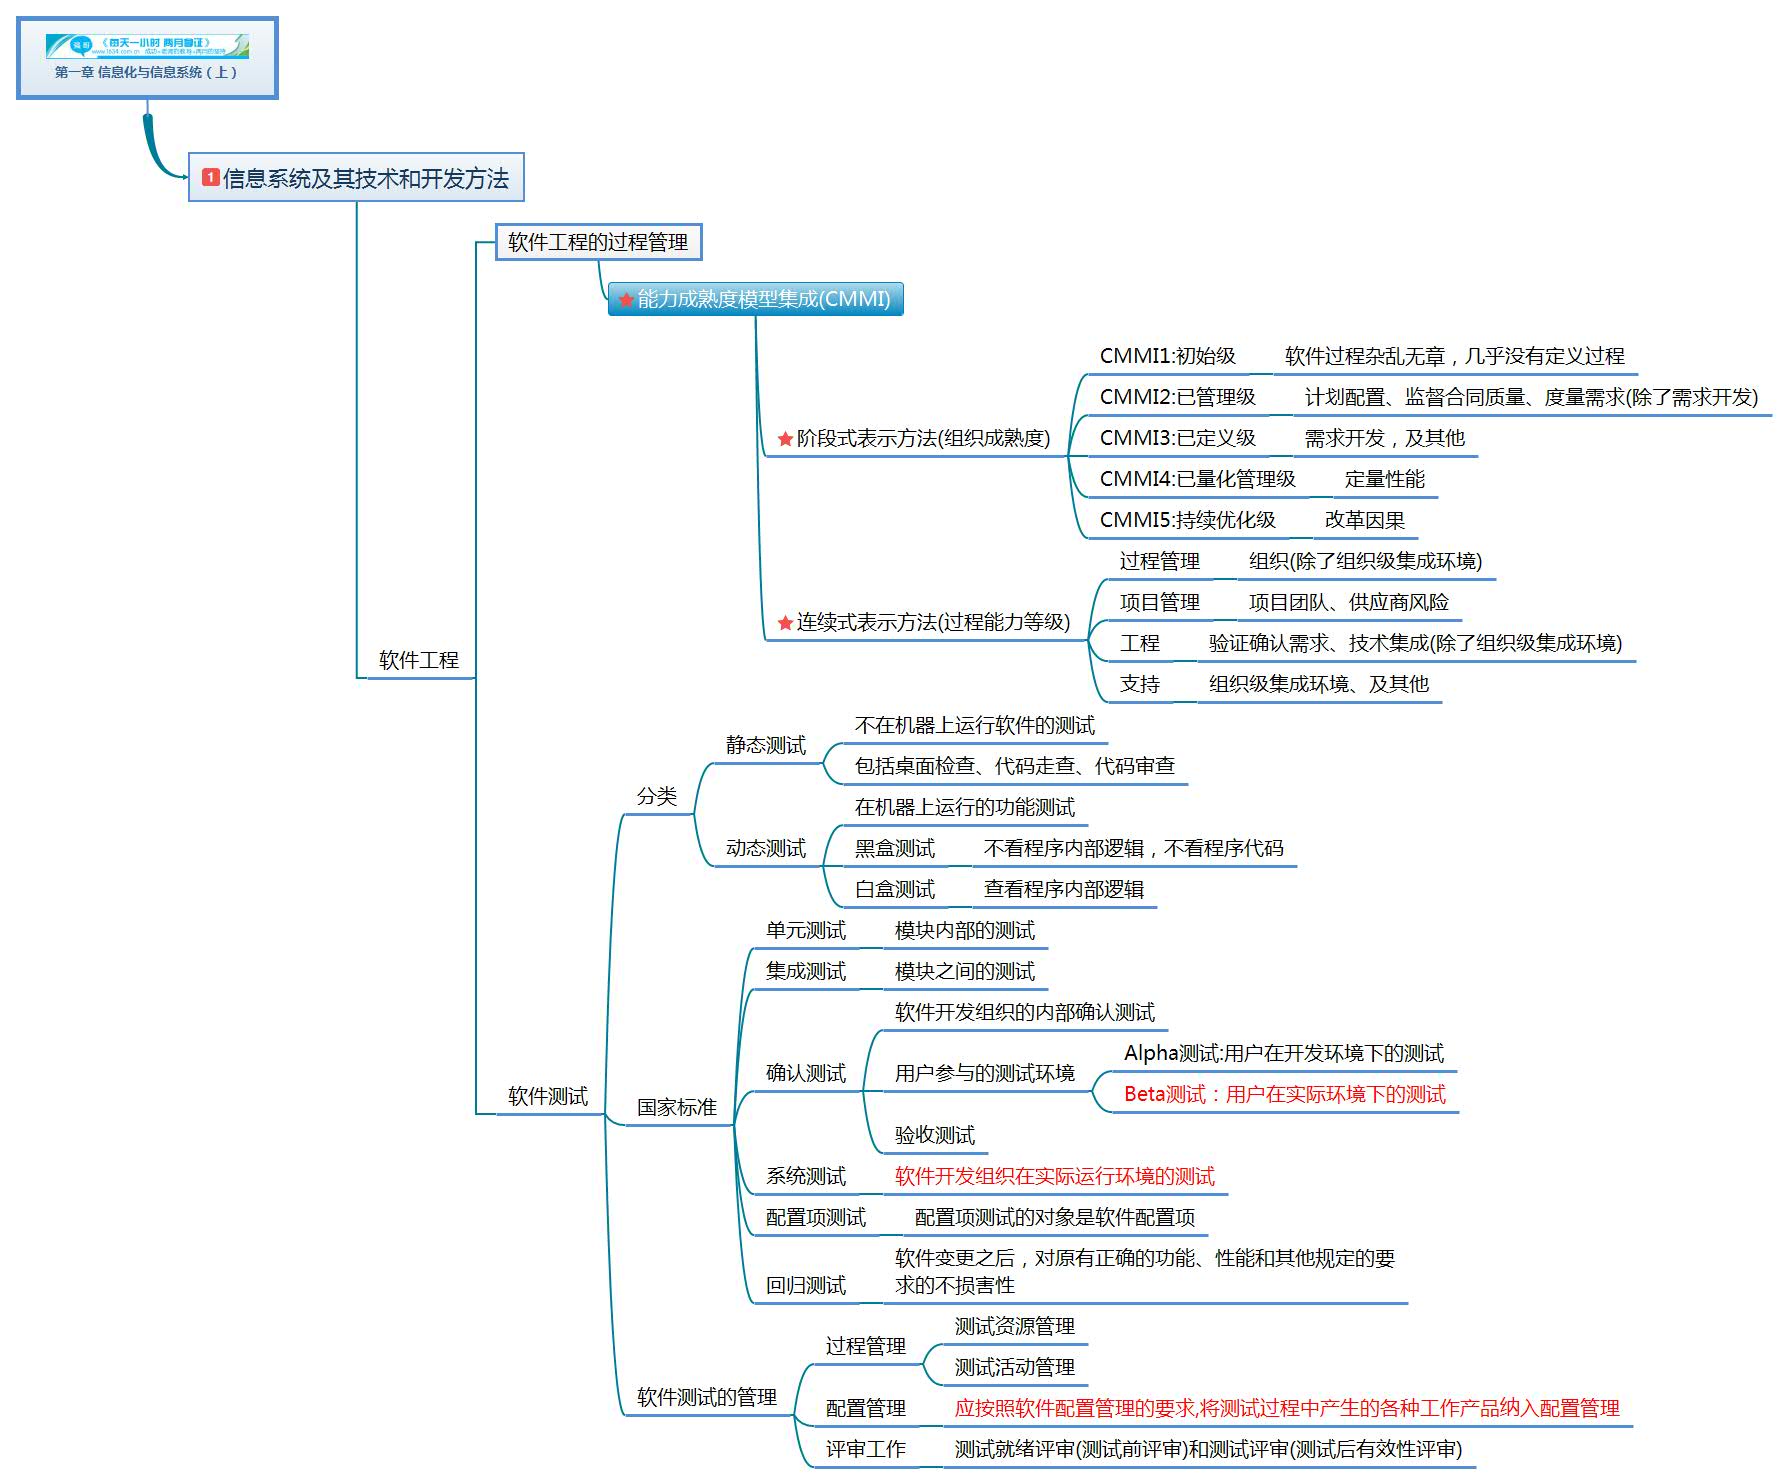 《每天一小时 两月拿证》
第一章 信息化与信息系统（上）
1 信息系统及其技术和开发方法
软件工程的过程管理
能力成熟度模型集成(CMMI)
CMMI1:初始级 软件过程杂乱无章，几乎没有定义过程
CMMI2:已管理级 计划配置、监督合同质量、度量需求(除了需求开发)
阶段式表示方法(组织成熟度)
CMMI3:已定义级 需求开发，及其他
CMMI4:已量化管理级 定量性能
CMMI5:持续优化级 改革因果
过程管理 组织(除了组织级集成环境)
项目管理 项目团队、供应商风险
连续式表示方法(过程能力等级)
工程 验证确认需求、技术集成(除了组织级集成环境)
支持 组织级集成环境、及其他
软件工程
不在机器上运行软件的测试
静态测试
包括桌面检查、代码走查、代码审查
分类
在机器上运行的功能测试
动态测试
黑盒测试 不看程序内部逻辑，不看程序代码
白盒测试 查看程序内部逻辑
单元测试 模块内部的测试
集成测试 模块之间的测试
软件开发组织的内部确认测试
确认测试
用户参与的测试环境
Alpha测试:用户在开发环境下的测试
Beta测试：用户在实际环境下的测试
软件测试
国家标准
验收测试
系统测试 软件开发组织在实际运行环境的测试
配置项测试 配置项测试的对象是软件配置项
回归测试
软件变更之后，对原有正确的功能、性能和其他规定的要
求的不损害性
测试资源管理
过程管理
测试活动管理
软件测试的管理
配置管理 应按照软件配置管理的要求,将测试过程中产生的各种工作产品纳入配置管理
评审工作 测试就绪评审(测试前评审)和测试评审(测试后有效性评审)